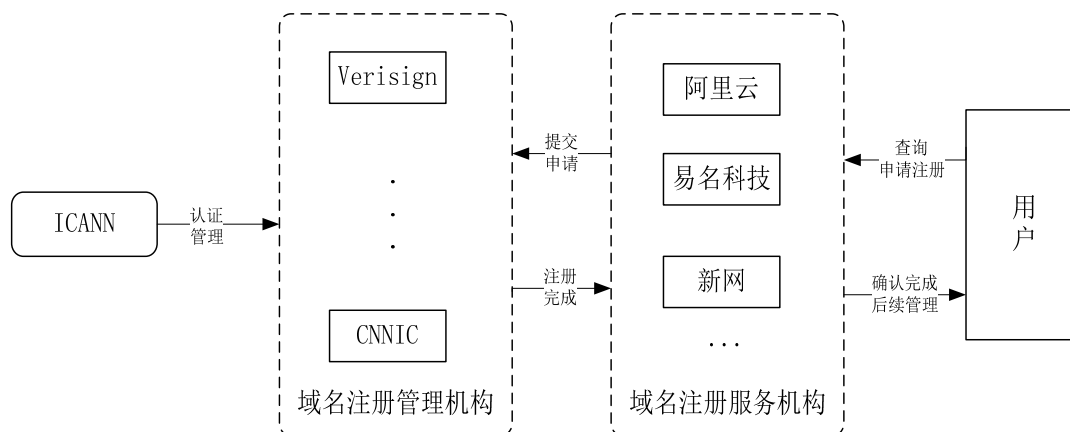 ICANN
认证
管理
Verisign
.
.
.
CNNIC
域名注册管理机构
提交
申请
注册
完成
阿里云
易名科技
新网
...
域名注册服务机构
查询
申请注册
确认完成
后续管理
用
户